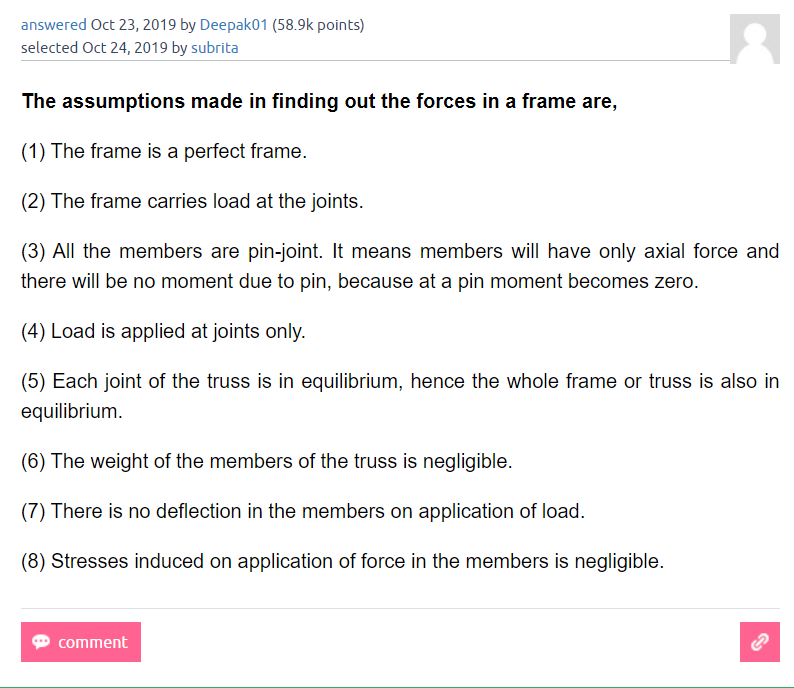 answered Oct 23, 2019 by Deepak01 (58.9k points)
selected Oct 24, 2019 by subrita
The assumptions made in finding out the forces in a frame are,
(1) The frame is a perfect frame.
(2) The frame carries load at the joints.
(3) All the members are pin-joint. It means members will have only axial force and
there will be no moment due to pin, because at a pin moment becomes zero.
(4) Load is applied at joints only.
(5) Each joint of the truss is in equilibrium, hence the whole frame or truss is also in
equilibrium.
(6) The weight of the members of the truss is negligible.
(7) There is no deflection in the members on application of load.
(8) Stresses induced on application of force in the members is negligible.
comment